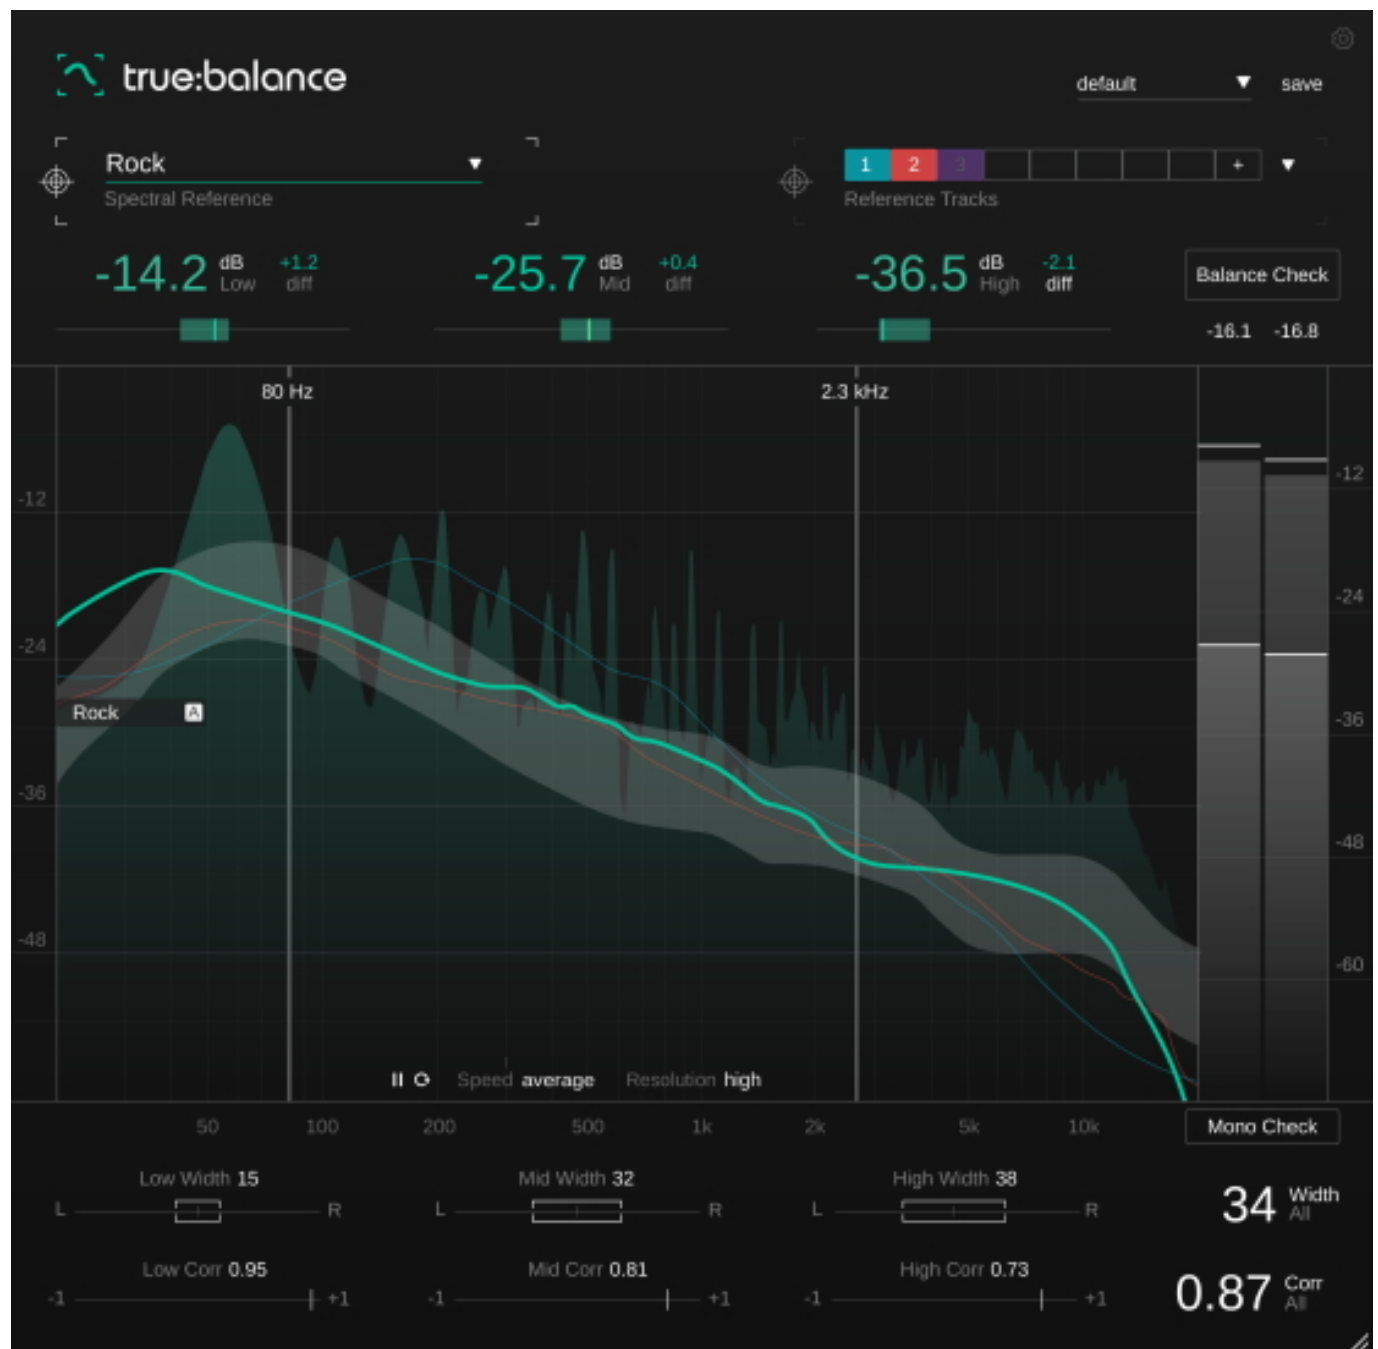 true:balance
default ▼ save
Rock ▼
Spectral Reference
1 2 3 + ▼
Reference Tracks
-14.2 dB Low +1.2 diff
-25.7 dB Mid +0.4 diff
-36.5 dB High -2.1 diff
Balance Check
-16.1 -16.8
80 Hz 2.3 kHz
-12
-24
-36
-48
Rock A
-12
-24
-36
-48
-60
Speed average Resolution high
50 100 200 500 1k 2k 5k 10k
Mono Check
Low Width 15 Mid Width 32 High Width 38
L R L R L R
34 Width All
Low Corr 0.95 Mid Corr 0.81 High Corr 0.73
-1 +1 -1 +1 -1 +1
0.87 Corr All